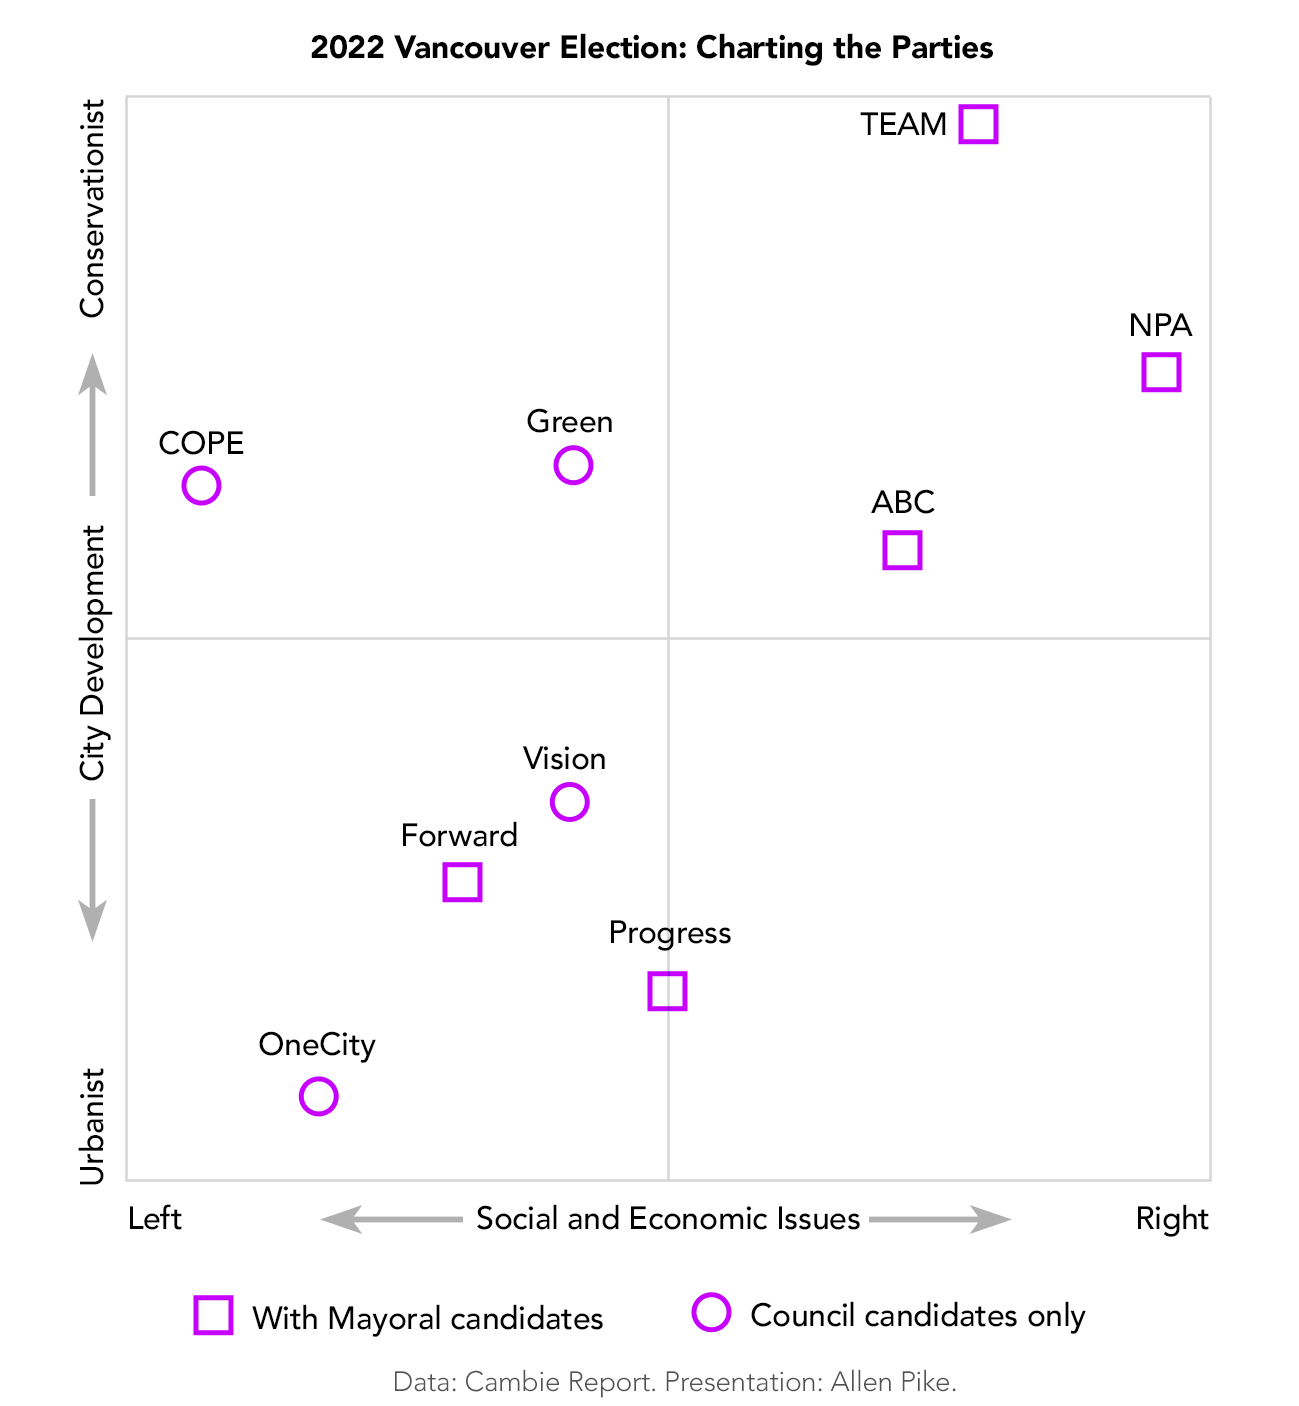 2022 Vancouver Election: Charting the Parties
Conservationist
City Development
Urbanist
TEAM
NPA
Green
COPE
ABC
Vision
Forward
Progress
OneCity
Left
Social and Economic Issues
Right
With Mayoral candidates
Council candidates only
Data: Cambie Report. Presentation: Allen Pike.